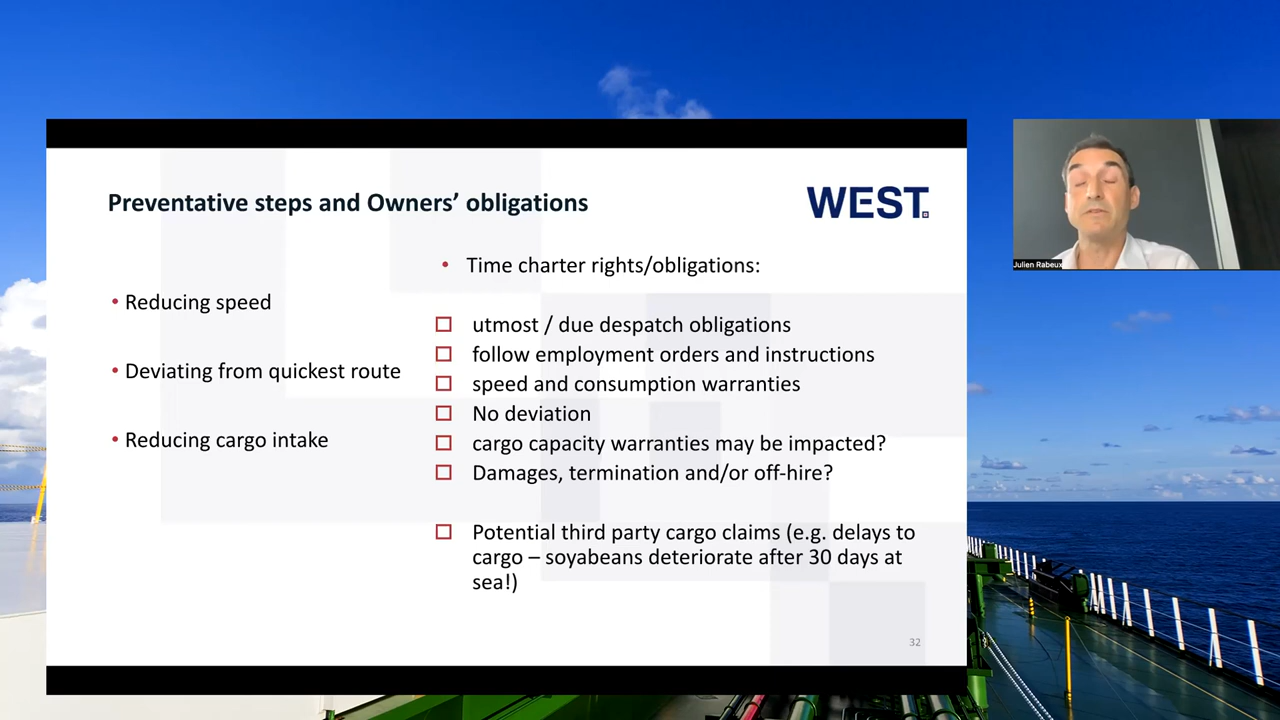 Preventative steps and Owners’ obligations
WEST.
• Reducing speed
• Deviating from quickest route
• Reducing cargo intake
• Time charter rights/obligations:
utmost / due despatch obligations
follow employment orders and instructions
speed and consumption warranties
No deviation
cargo capacity warranties may be impacted?
Damages, termination and/or off-hire?
Potential third party cargo claims (e.g. delays to
cargo – soyabeans deteriorate after 30 days at
sea!)
32
Julien Rabeux